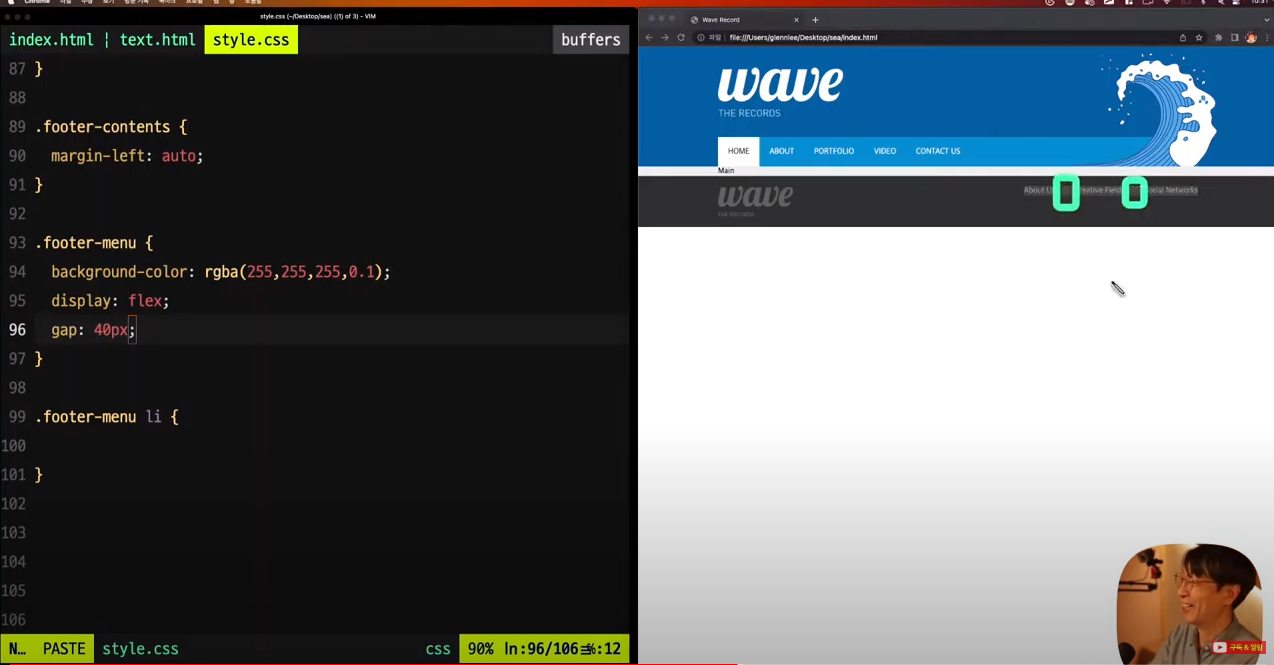 Chrome
style.css (~/Desktop/sea) ((1) of 3) - VIM
index.html | text.html style.css buffers
87 }
88
89 .footer-contents {
90 margin-left: auto;
91 }
92
93 .footer-menu {
94 background-color: rgba(255,255,255,0.1);
95 display: flex;
96 gap: 40px;
97 }
98
99 .footer-menu li {
100
101 }
102
103
104
105
106
N… PASTE style.css css 90% ln:96/106 :12
Wave Record
파일 file:///Users/glennlee/Desktop/sea/index.html
wave
THE RECORDS
HOME ABOUT PORTFOLIO VIDEO CONTACT US
Main
wave
THE RECORDS
About Creative Field Social Networks
구독 & 알림